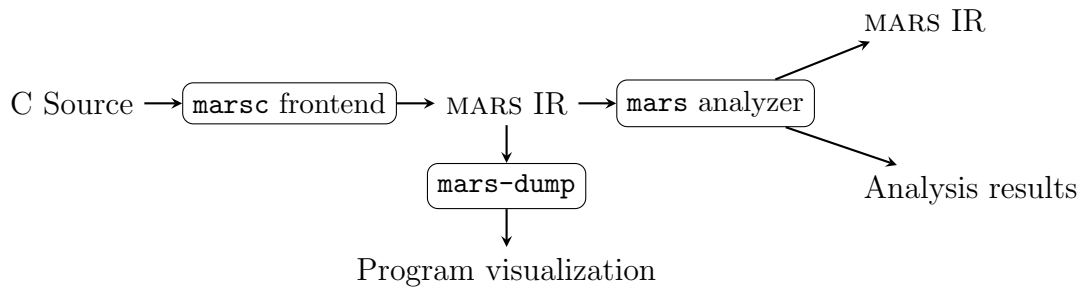 MARS IR
C Source
marsc frontend
MARS IR
mars analyzer
mars-dump
Analysis results
Program visualization